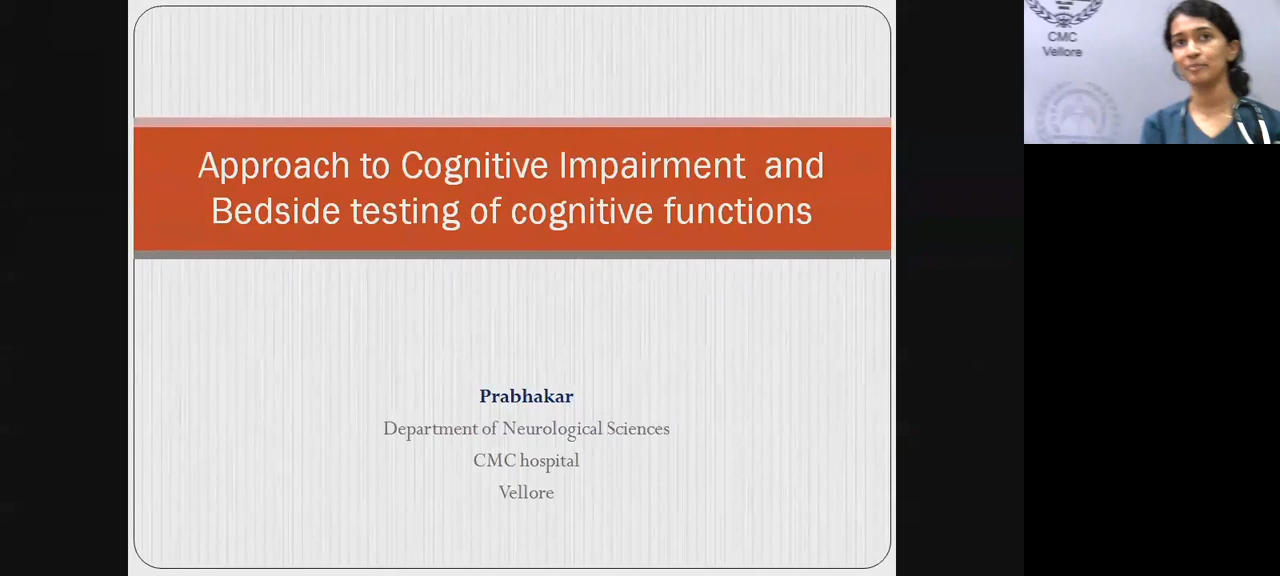 Approach to Cognitive Impairment and
Bedside testing of cognitive functions
Prabhakar
Department of Neurological Sciences
CMC hospital
Vellore
CMC
Vellore